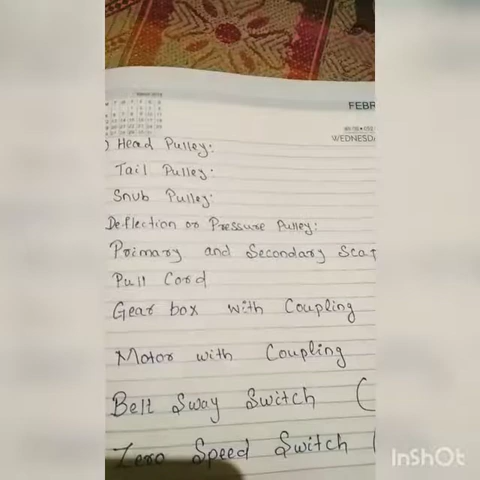 FEBR
WEDNESDA
) Head Pulley:
Tail Pulley:
Snub Pulley:
Deflection or Pressure Pulley:
Primary and Secondary Scra
Pull Cord
Gear box with Coupling
Motor with Coupling
Belt Sway Switch (
Zero Speed Switch (
InShOt